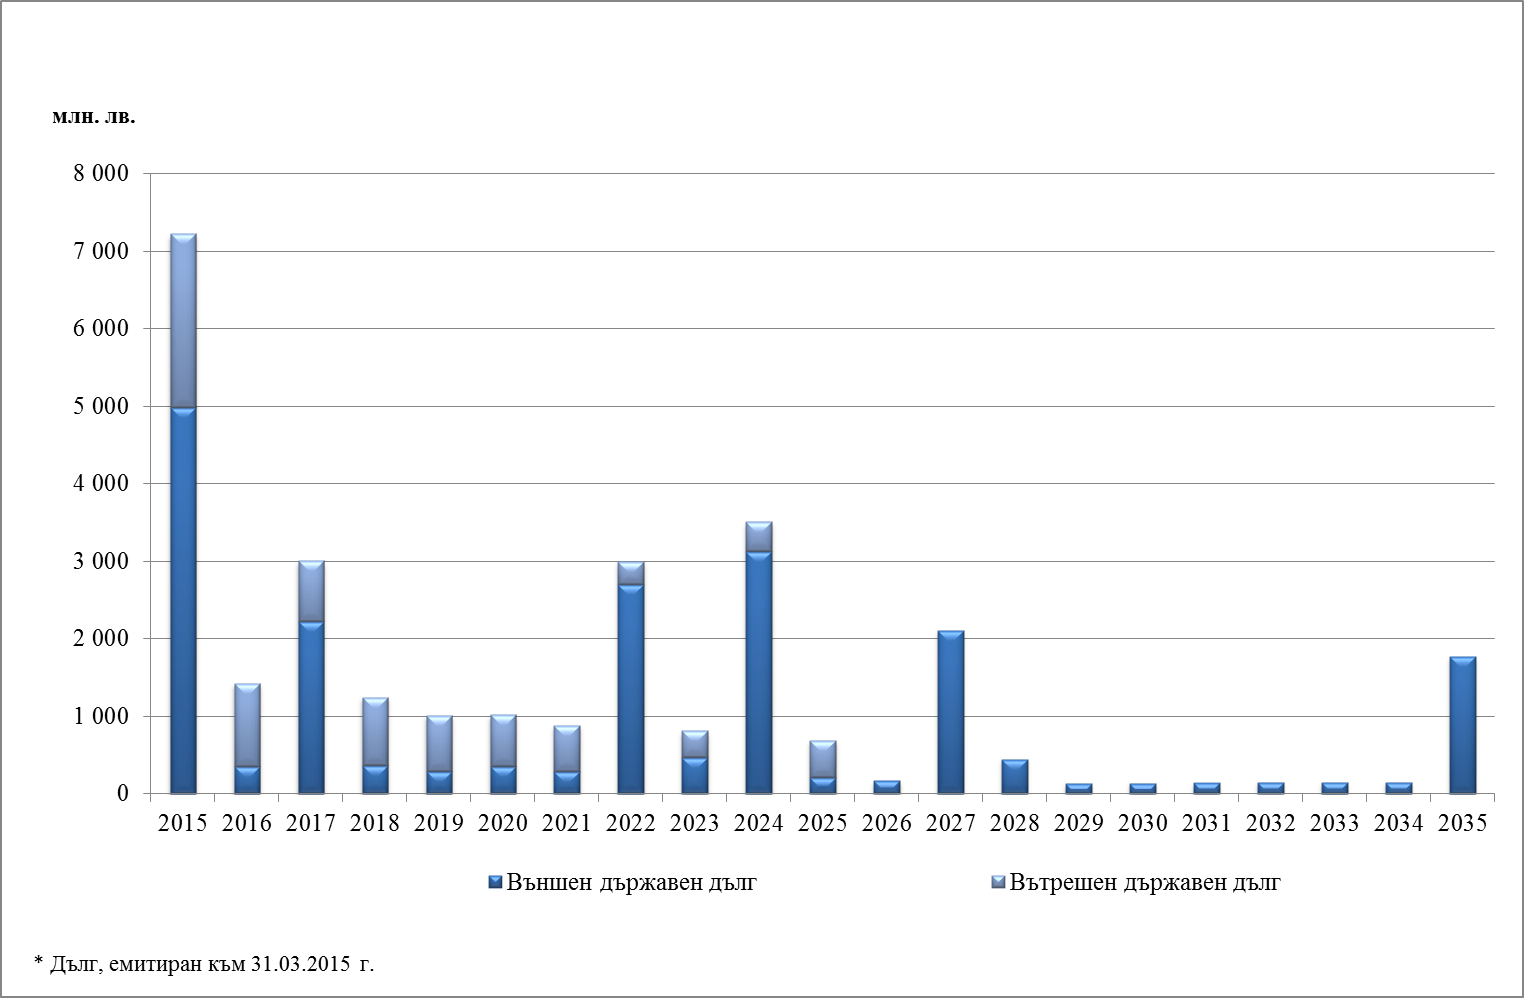 млн. лв.
8 000
7 000
6 000
5 000
4 000
3 000
2 000
1 000
0
2015 2016 2017 2018 2019 2020 2021 2022 2023 2024 2025 2026 2027 2028 2029 2030 2031 2032 2033 2034 2035
Външен държавен дълг Вътрешен държавен дълг
* Дълг, емитиран към 31.03.2015 г.